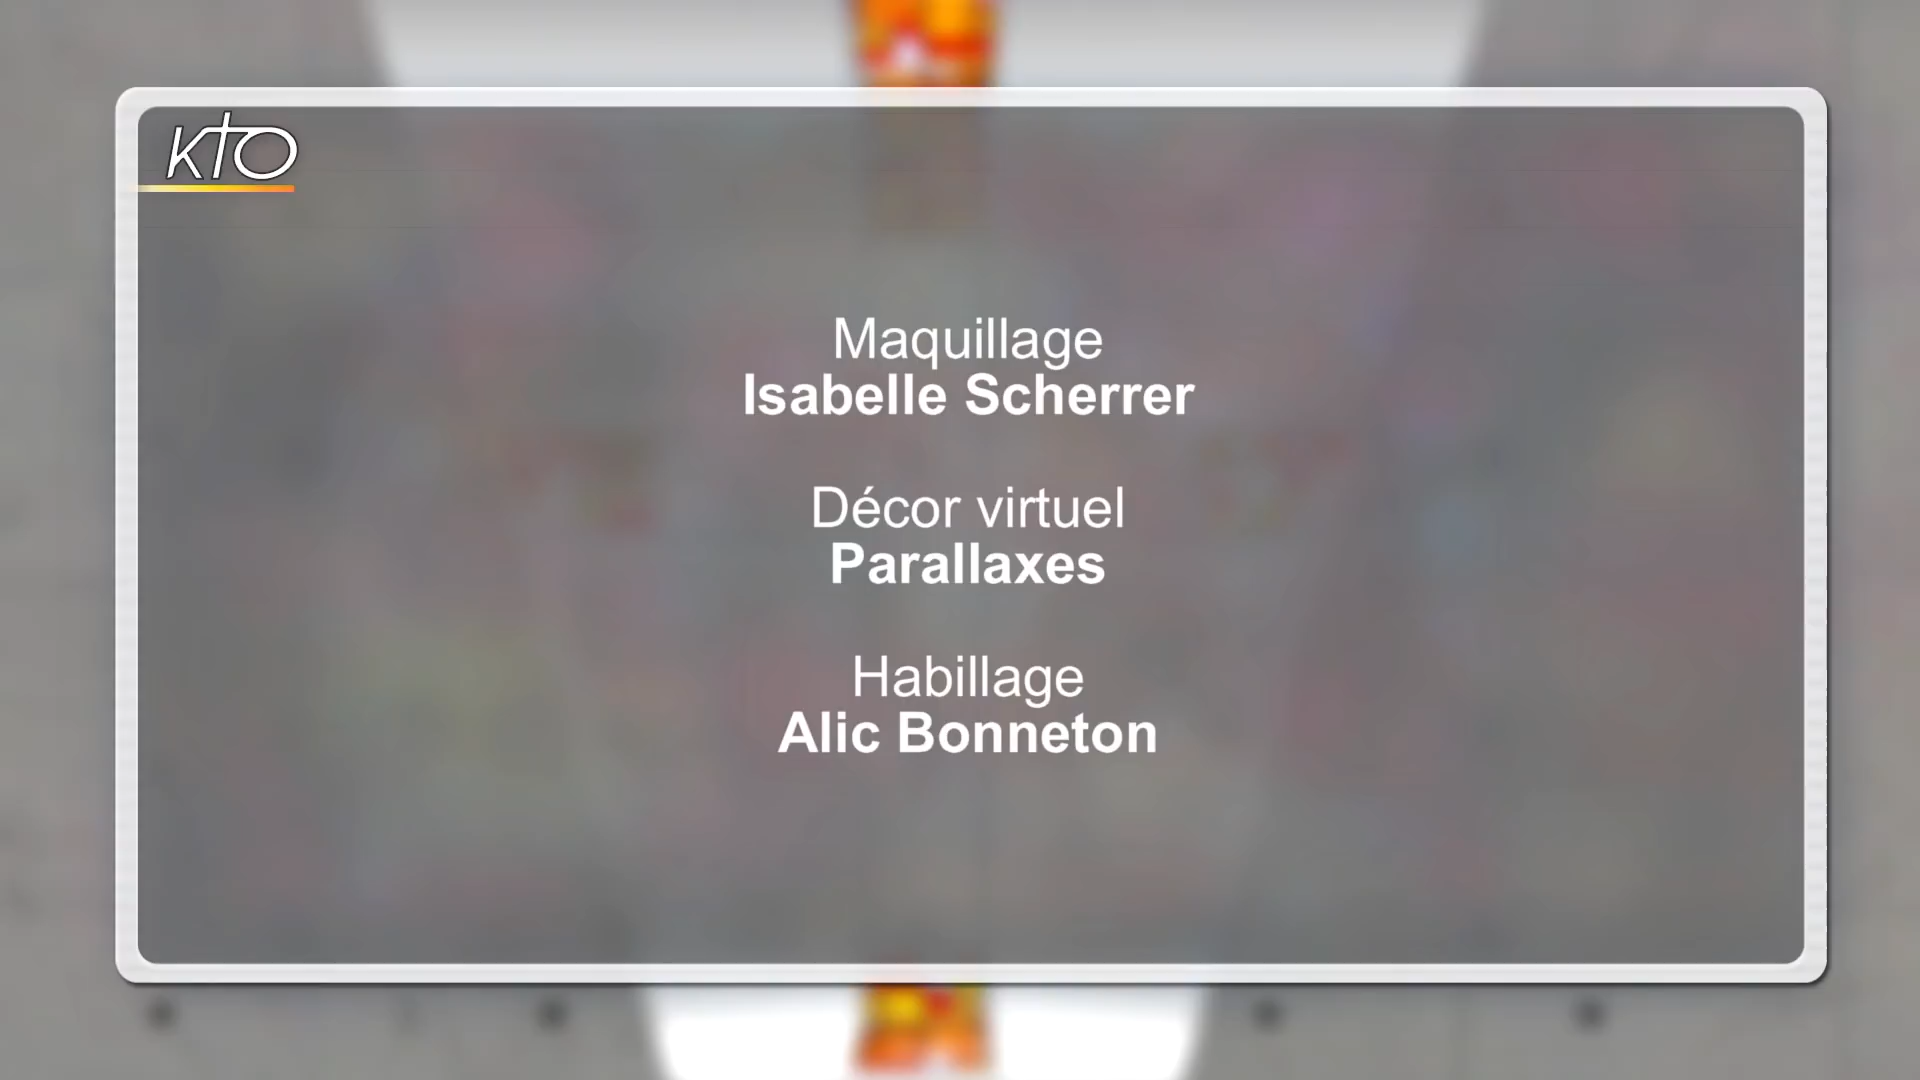 KTO
Maquillage
Isabelle Scherrer
Décor virtuel
Parallaxes
Habillage
Alic Bonneton